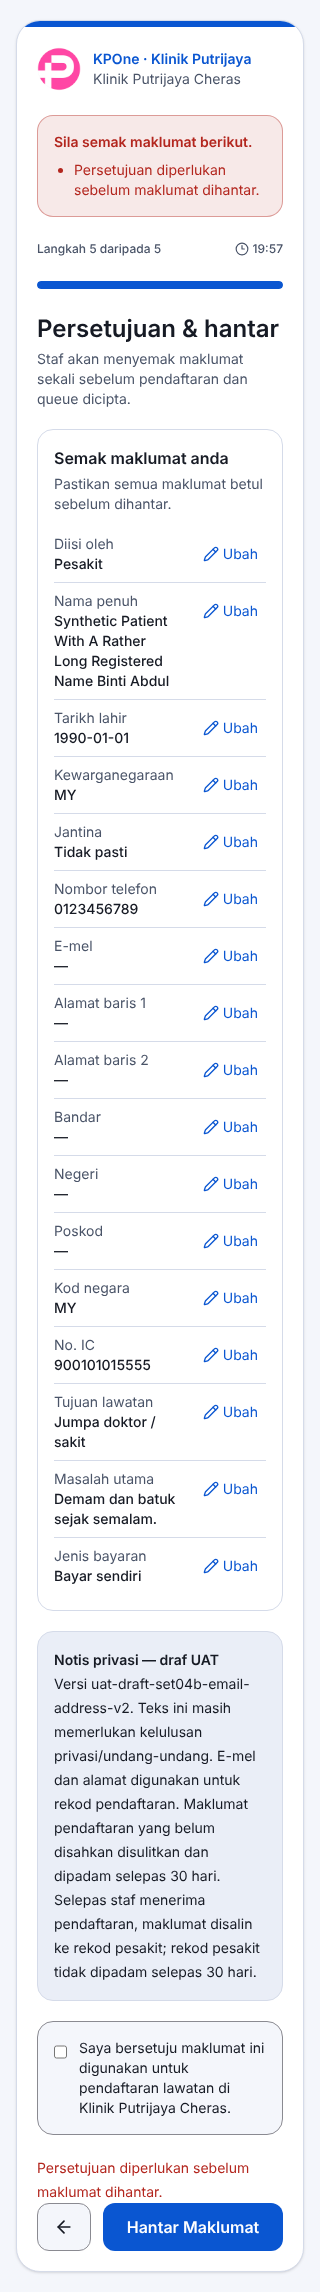 KPOne · Klinik Putrijaya
Klinik Putrijaya Cheras
Sila semak maklumat berikut.
• Persetujuan diperlukan
sebelum maklumat dihantar.
Langkah 5 daripada 5
19:57
Persetujuan & hantar
Staf akan menyemak maklumat
sekali sebelum pendaftaran dan
queue dicipta.
Semak maklumat anda
Pastikan semua maklumat betul
sebelum dihantar.
Diisi oleh
Pesakit
Ubah
Nama penuh
Synthetic Patient
With A Rather
Long Registered
Name Binti Abdul
Ubah
Tarikh lahir
1990-01-01
Ubah
Kewarganegaraan
MY
Ubah
Jantina
Tidak pasti
Ubah
Nombor telefon
0123456789
Ubah
E-mel
—
Ubah
Alamat baris 1
—
Ubah
Alamat baris 2
—
Ubah
Bandar
—
Ubah
Negeri
—
Ubah
Poskod
—
Ubah
Kod negara
MY
Ubah
No. IC
900101015555
Ubah
Tujuan lawatan
Jumpa doktor /
sakit
Ubah
Masalah utama
Demam dan batuk
sejak semalam.
Ubah
Jenis bayaran
Bayar sendiri
Ubah
Notis privasi — draf UAT
Versi uat-draft-set04b-email-
address-v2. Teks ini masih
memerlukan kelulusan
privasi/undang-undang. E-mel
dan alamat digunakan untuk
rekod pendaftaran. Maklumat
pendaftaran yang belum
disahkan disulitkan dan
dipadam selepas 30 hari.
Selepas staf menerima
pendaftaran, maklumat disalin
ke rekod pesakit; rekod pesakit
tidak dipadam selepas 30 hari.
Saya bersetuju maklumat ini
digunakan untuk
pendaftaran lawatan di
Klinik Putrijaya Cheras.
Persetujuan diperlukan sebelum
maklumat dihantar.
Hantar Maklumat